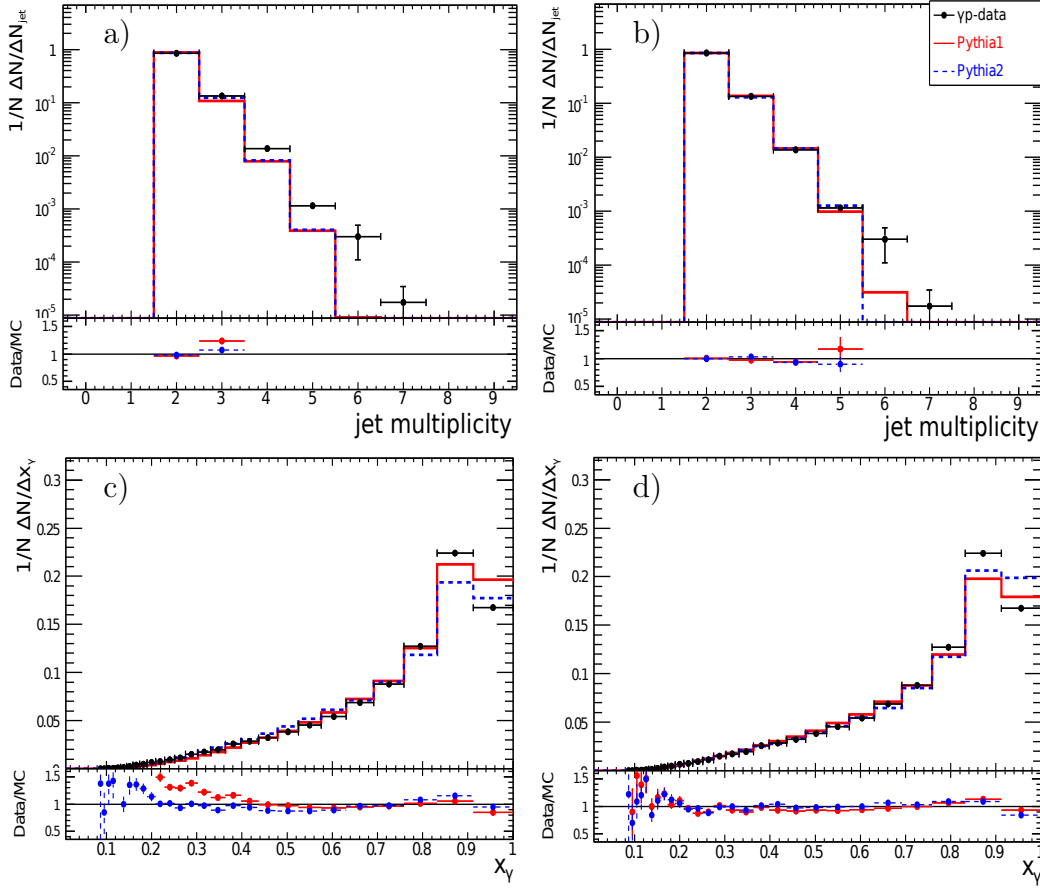 a)
1/N ΔN/ΔN_jet
1
10^-1
10^-2
10^-3
10^-4
10^-5
Data/MC
1.5
1
0.5
0 1 2 3 4 5 6 7 8 9
jet multiplicity
b)
γp-data
Pythia1
Pythia2
1/N ΔN/ΔN_jet
1
10^-1
10^-2
10^-3
10^-4
10^-5
Data/MC
1.5
1
0.5
0 1 2 3 4 5 6 7 8 9
jet multiplicity
c)
1/N ΔN/Δx_γ
0.3
0.25
0.2
0.15
0.1
0.05
0
Data/MC
1.5
1
0.5
0.1 0.2 0.3 0.4 0.5 0.6 0.7 0.8 0.9 1
x_γ
d)
1/N ΔN/Δx_γ
0.3
0.25
0.2
0.15
0.1
0.05
0
Data/MC
1.5
1
0.5
0.1 0.2 0.3 0.4 0.5 0.6 0.7 0.8 0.9 1
x_γ